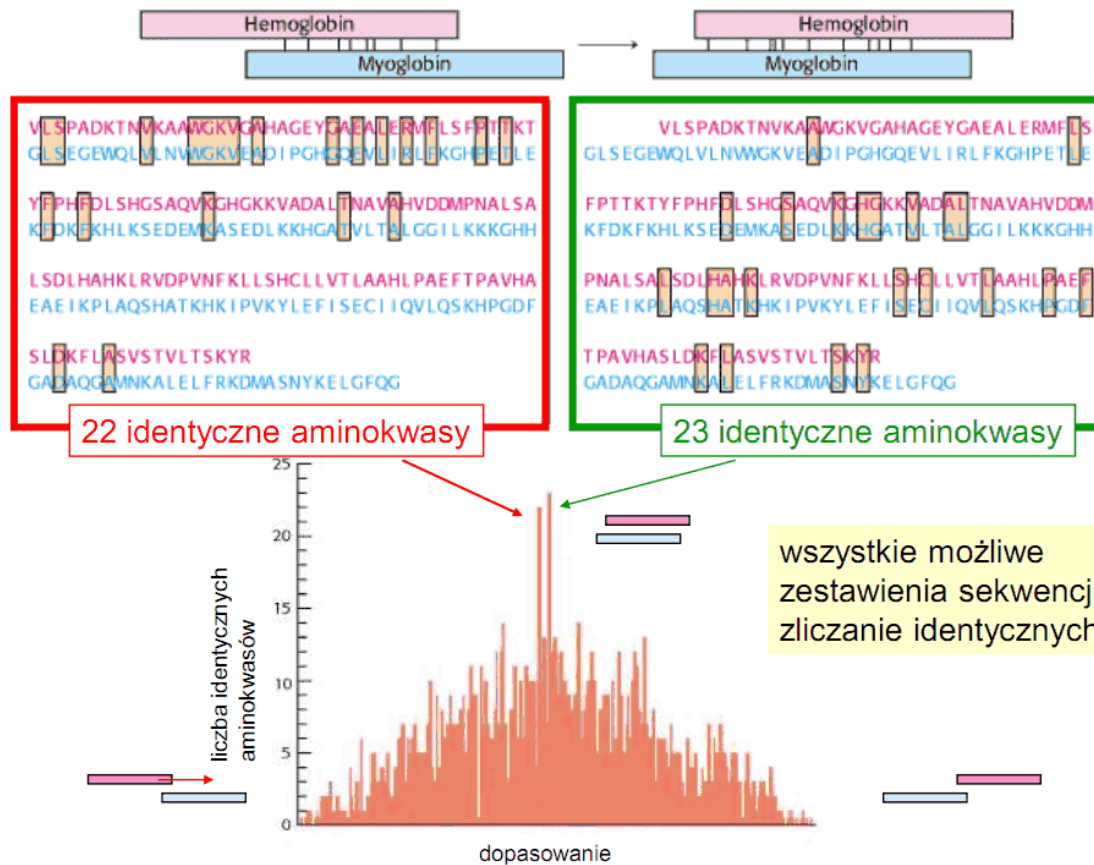 Hemoglobin
Myoglobin
Hemoglobin
Myoglobin
VLSPADKTNVKAAWGKVGAHAGEYGAEALERMFLSFPTTKT
GLSEGEWQLVLNVWGKVEADIPGHGQEVLIRLFKGHPETLE
YFPHFDLSHGSAQVKGHGKKVADALTNAVAHVDDMPNALSA
KFDKFKHLKSEDEMKASEDLKKHGATVLTALGGILKKKGHH
LSDLHAHKLRVDPVNFKLLSHCLLVTLAAHLPAEFTPAVHA
EAEIKPLAQSHATKHKIPVKYLEFISECIIQVLQSKHPGDF
SLDKFLASVSTVLTSKYR
GADAQGAMNKALELFRKDMASNYKELGFQG
22 identyczne aminokwasy
VLSPADKTNVKAAWGKVGAHAGEYGAEALERMFLS
GLSEGEWQLVLNVWGKVEADIPGHGQEVLIRLFKGHPETLE
FPTTKTYFPHFDLSHGSAQVKGHGKKVADALTNAVAHVDDM
KFDKFKHLKSEDEMKASEDLKKHGATVLTALGGILKKKGHH
PNALSALSDLHAHKLRVDPVNFKLLSHCLLVTLAAHLPAEF
EAEIKPLAQSHATKHKIPVKYLEFISECIIQVLQSKHPGDF
TPAVHASLDKFLASVSTVLTSKYR
GADAQGAMNKALELFRKDMASNYKELGFQG
23 identyczne aminokwasy
25
20
15
10
5
0
liczba identycznych
aminokwasów
dopasowanie
wszystkie możliwe
zestawienia sekwencj
zliczanie identycznych